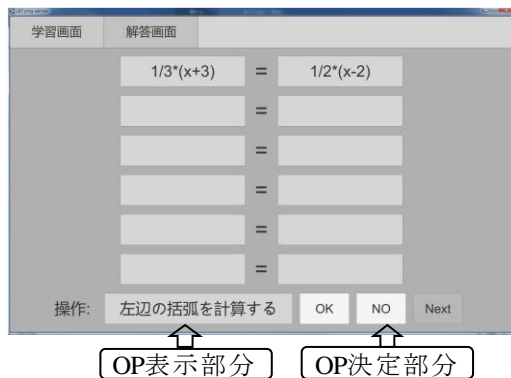 学習画面 解答画面
1/3*(x+3) = 1/2*(x-2)
=
=
=
=
=
操作: 左辺の括弧を計算する OK NO Next
OP表示部分 OP決定部分